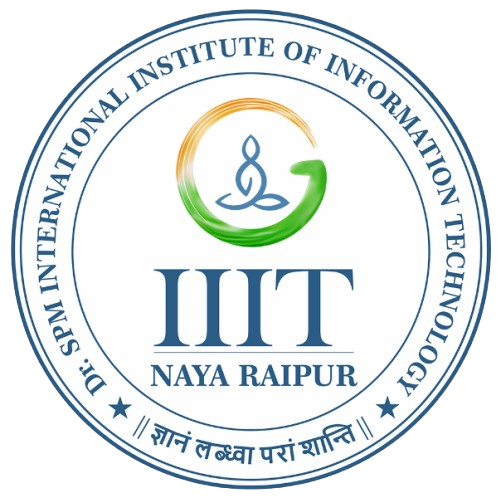 Dr. SPM INTERNATIONAL INSTITUTE OF INFORMATION TECHNOLOGY
IIIT
NAYA RAIPUR
|| ज्ञानं लब्ध्वा परां शान्ति ||